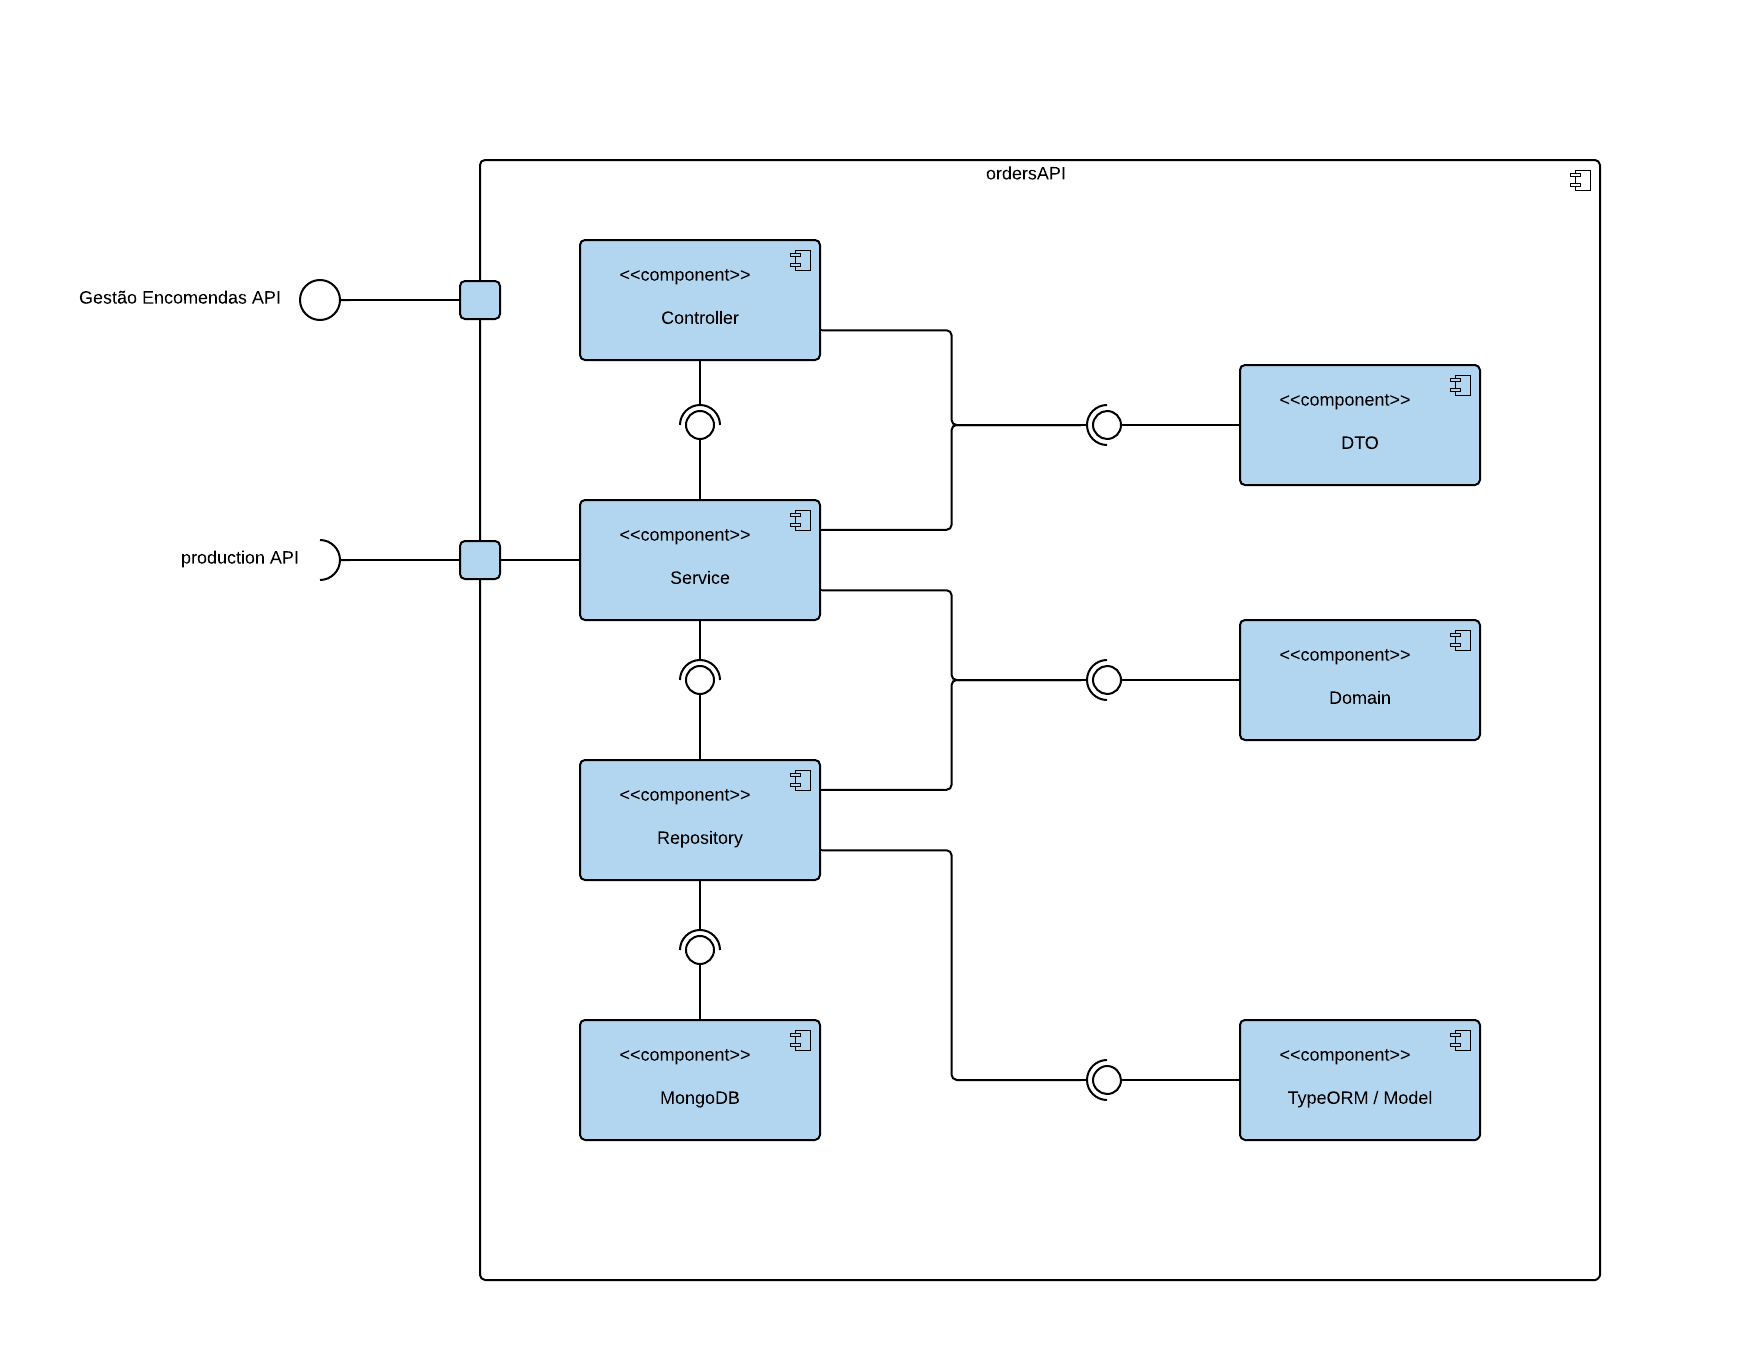 ordersAPI
<<component>>
Controller
Gestão Encomendas API
<<component>>
DTO
<<component>>
Service
production API
<<component>>
Domain
<<component>>
Repository
<<component>>
MongoDB
<<component>>
TypeORM / Model